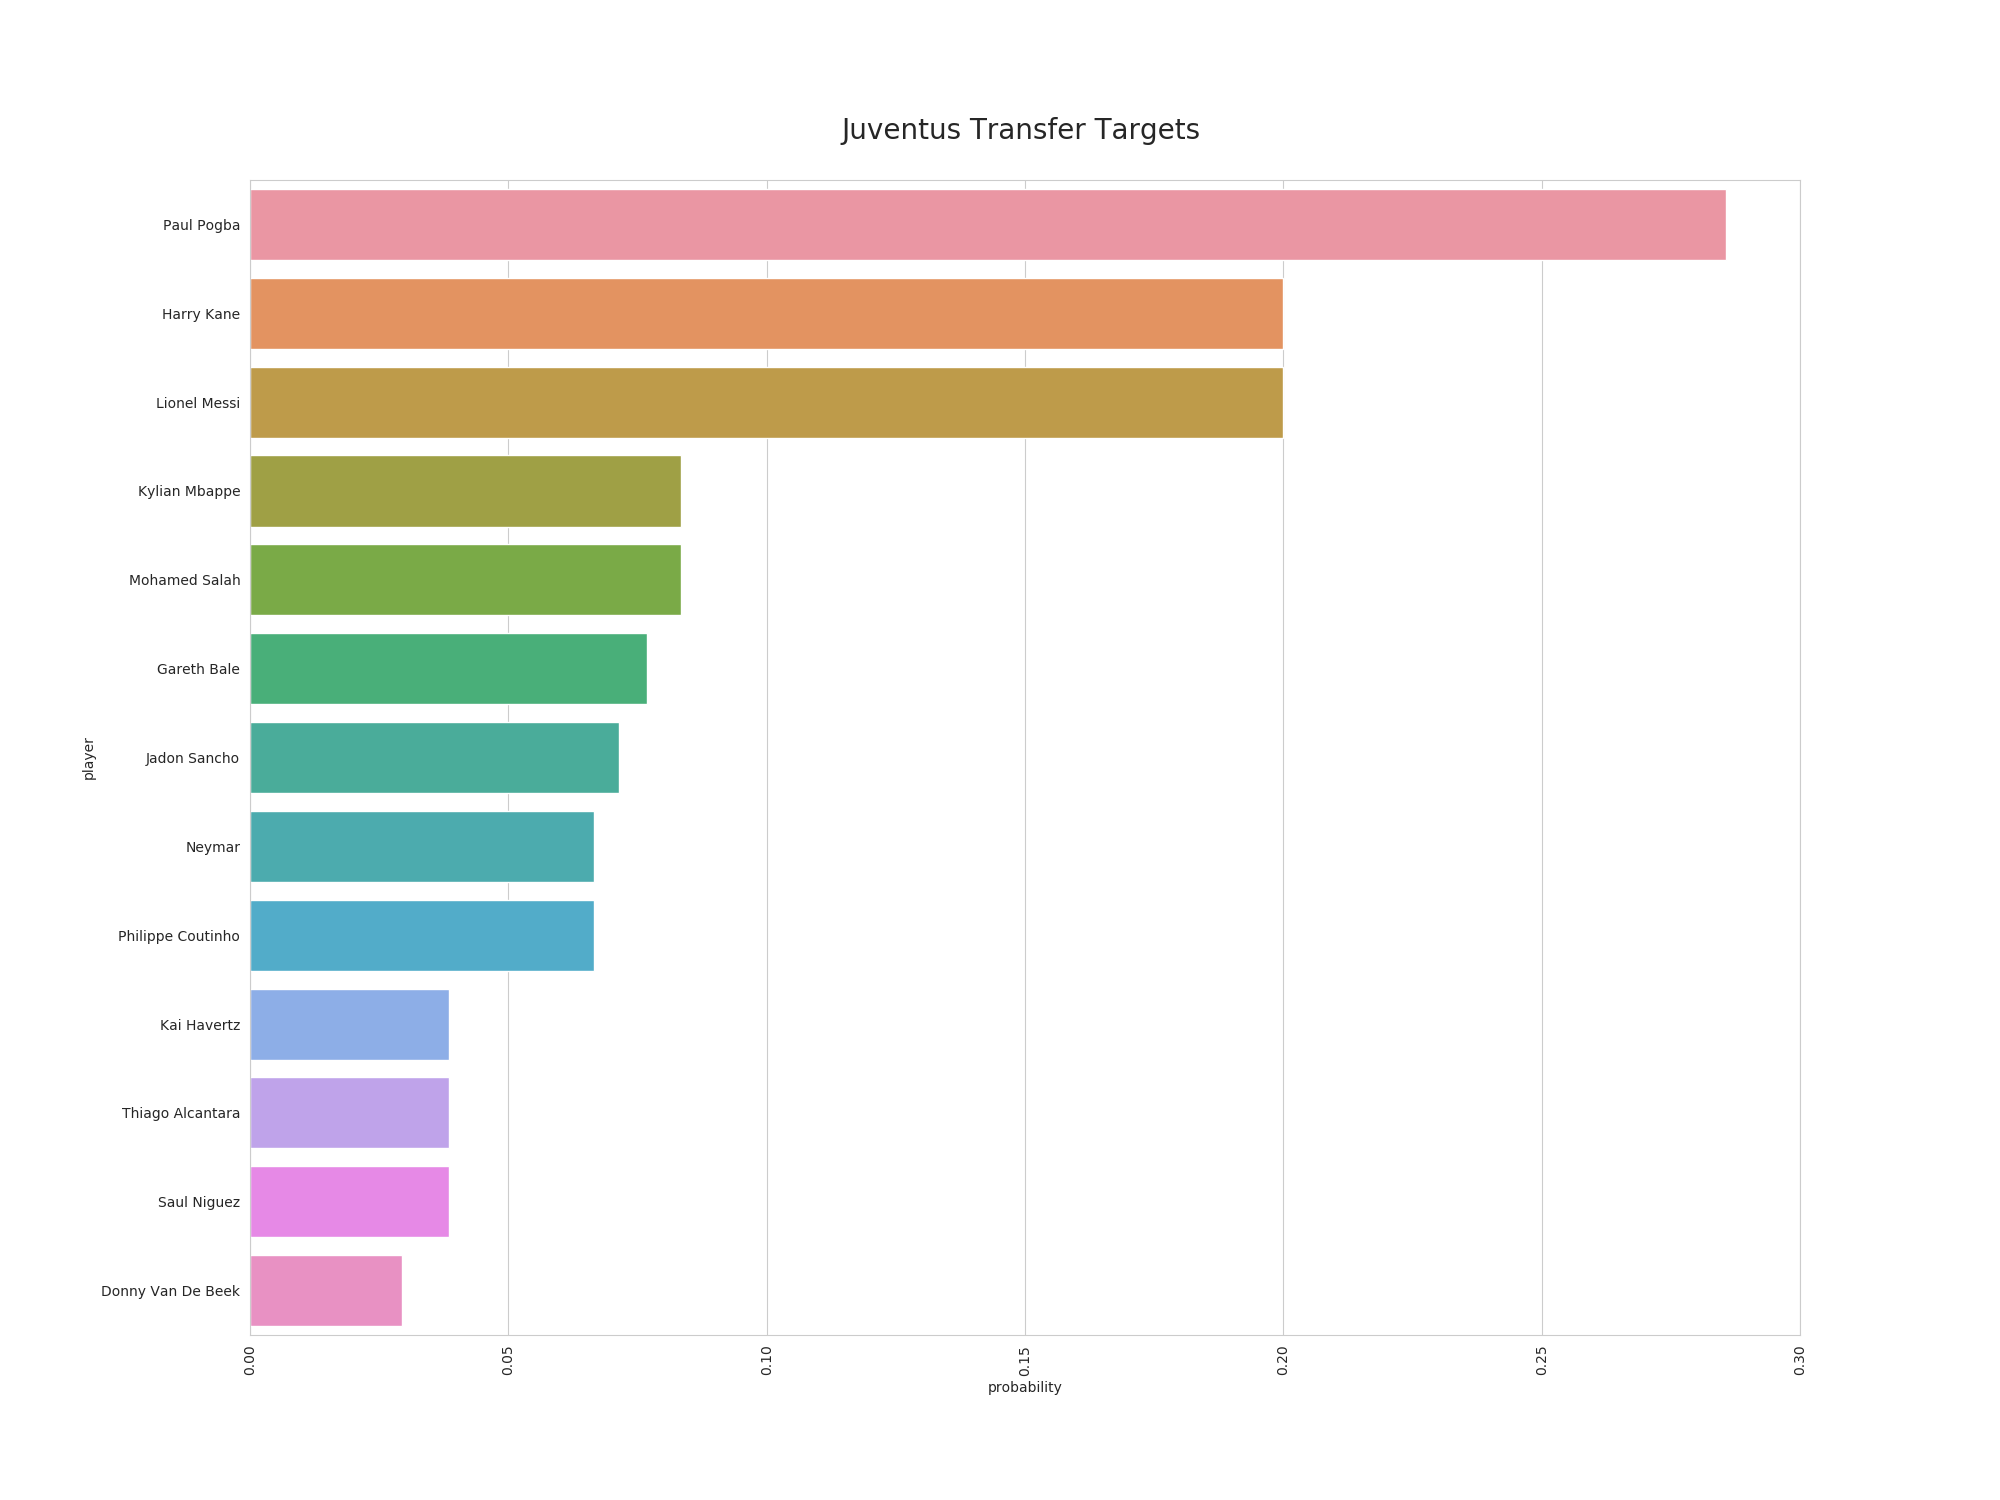 Juventus Transfer Targets
Paul Pogba
Harry Kane
Lionel Messi
Kylian Mbappe
Mohamed Salah
Gareth Bale
Jadon Sancho
Neymar
Philippe Coutinho
Kai Havertz
Thiago Alcantara
Saul Niguez
Donny Van De Beek
player
0.00
0.05
0.10
0.15
0.20
0.25
0.30
probability